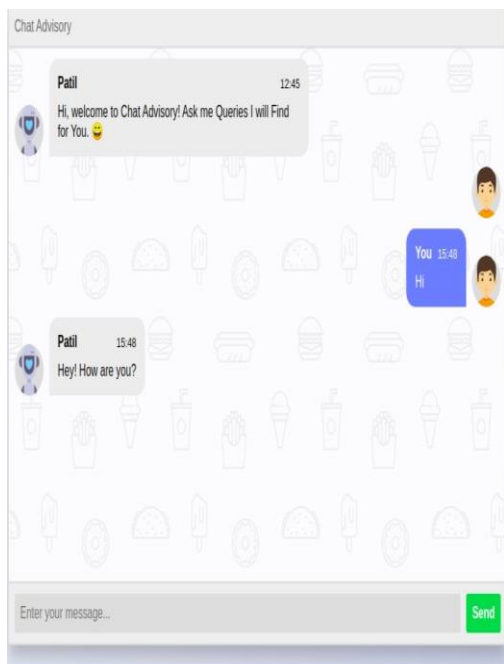 Chat Advisory
Patil 12:45
Hi, welcome to Chat Advisory! Ask me Queries I will Find
for You. 😄
You 15:48
Hi
Patil 15:48
Hey! How are you?
Enter your message...
Send